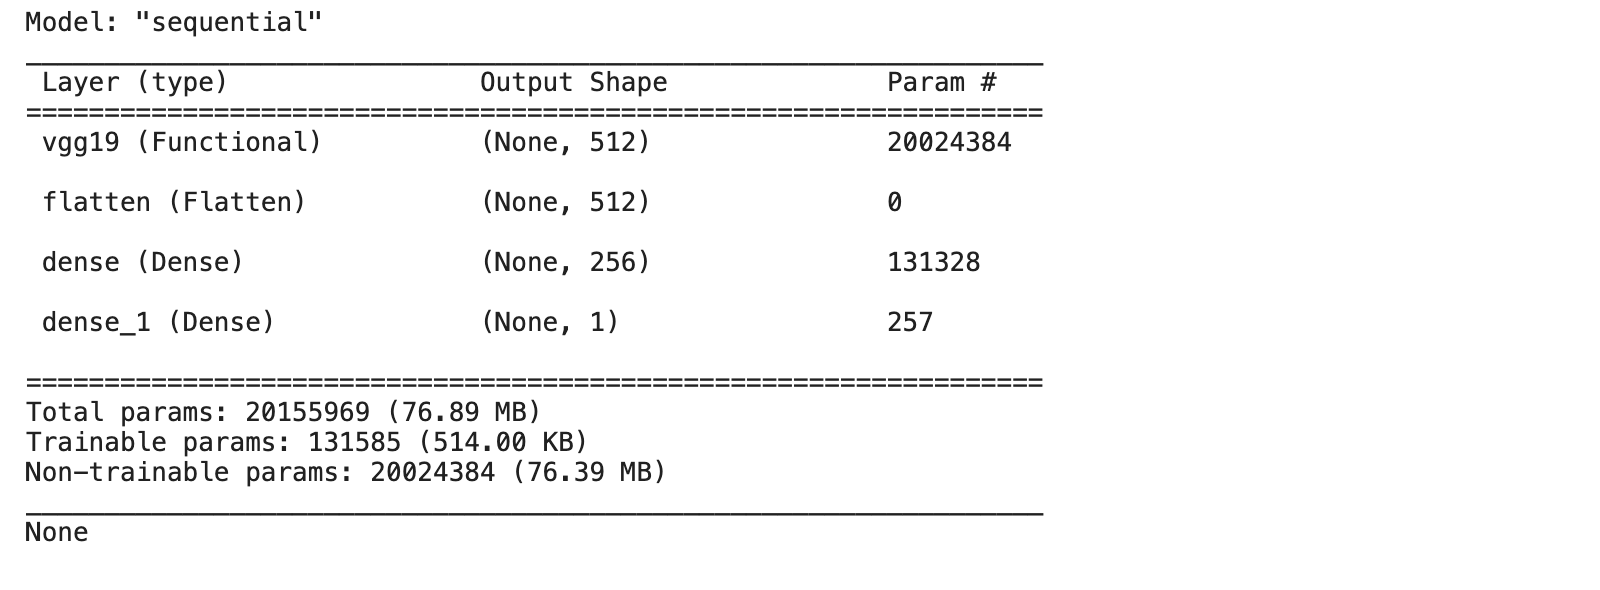 Model: "sequential"
_________________________________________________________________
Layer (type) Output Shape Param #
=================================================================
vgg19 (Functional) (None, 512) 20024384
flatten (Flatten) (None, 512) 0
dense (Dense) (None, 256) 131328
dense_1 (Dense) (None, 1) 257
=================================================================
Total params: 20155969 (76.89 MB)
Trainable params: 131585 (514.00 KB)
Non-trainable params: 20024384 (76.39 MB)
_________________________________________________________________
None